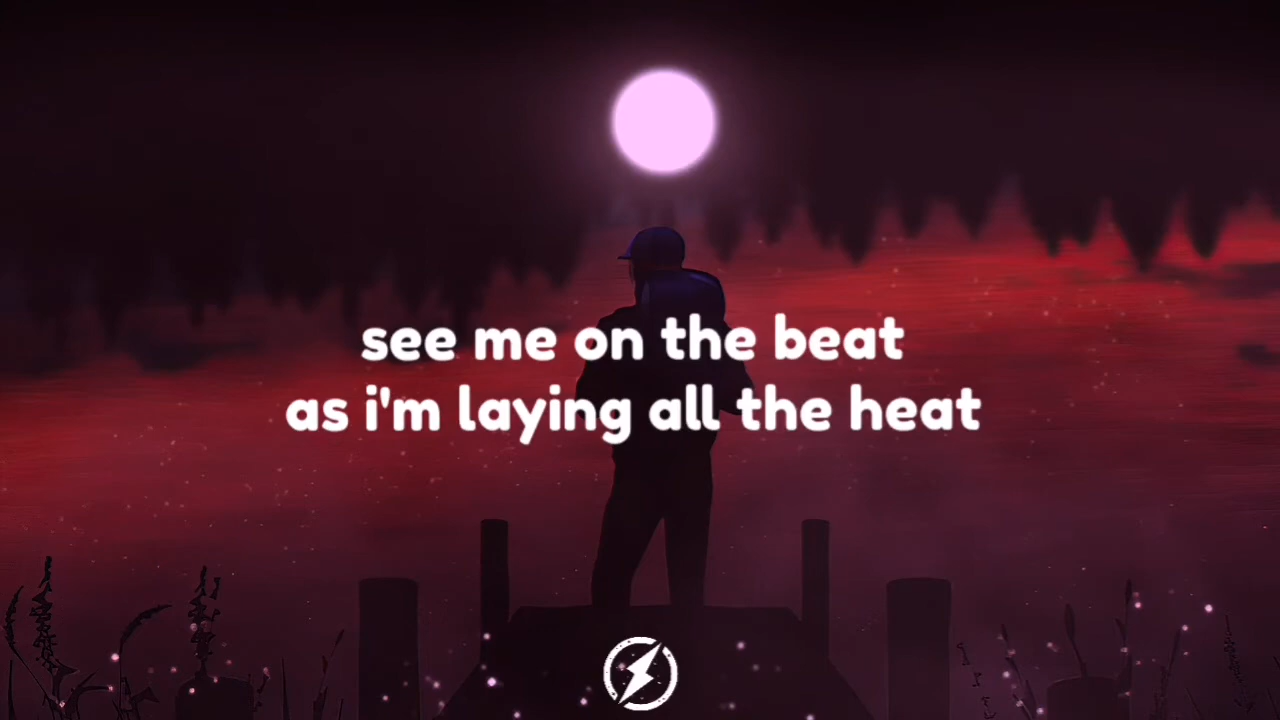 see me on the beat
as i'm laying all the heat